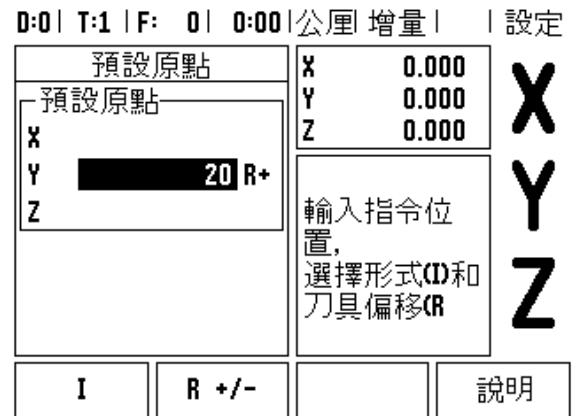 D:0 | T:1 | F: 0 | 0:00 | 公厘 | 增量 | | 設定
預設原點
預設原點
X
Y 20 R+
Z
X 0.000
Y 0.000
Z 0.000
輸入指令位
置,
選擇形式(I)和
刀具偏移(R
X
Y
Z
I
R +/-
說明